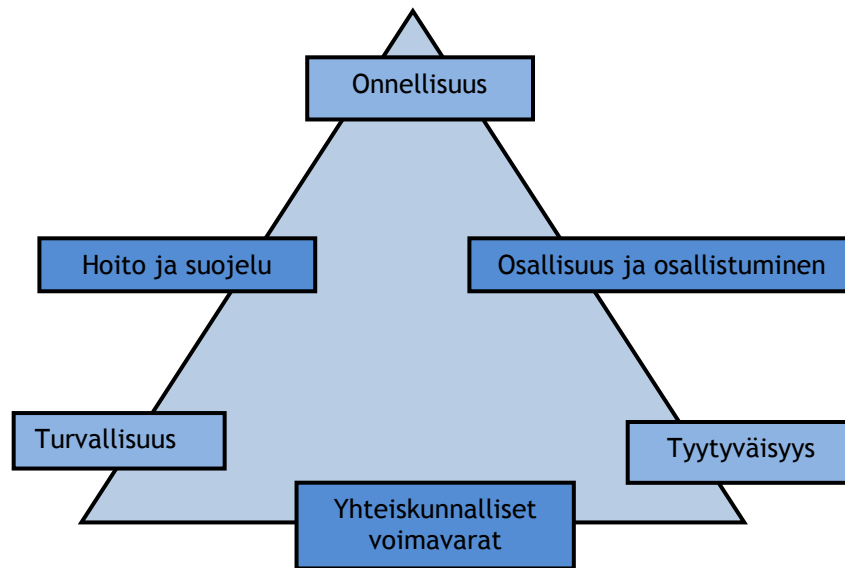 Onnellisuus
Hoito ja suojelu
Osallisuus ja osallistuminen
Turvallisuus
Tyytyväisyys
Yhteiskunnalliset
voimavarat